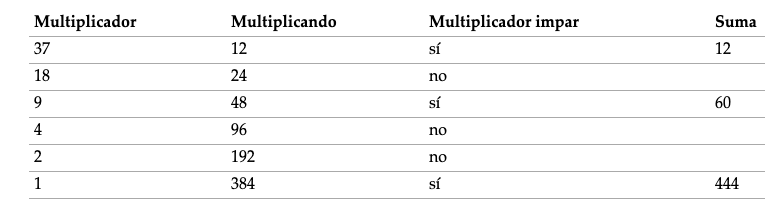 Multiplicador Multiplicando Multiplicador impar Suma
37 12 sí 12
18 24 no
9 48 sí 60
4 96 no
2 192 no
1 384 sí 444